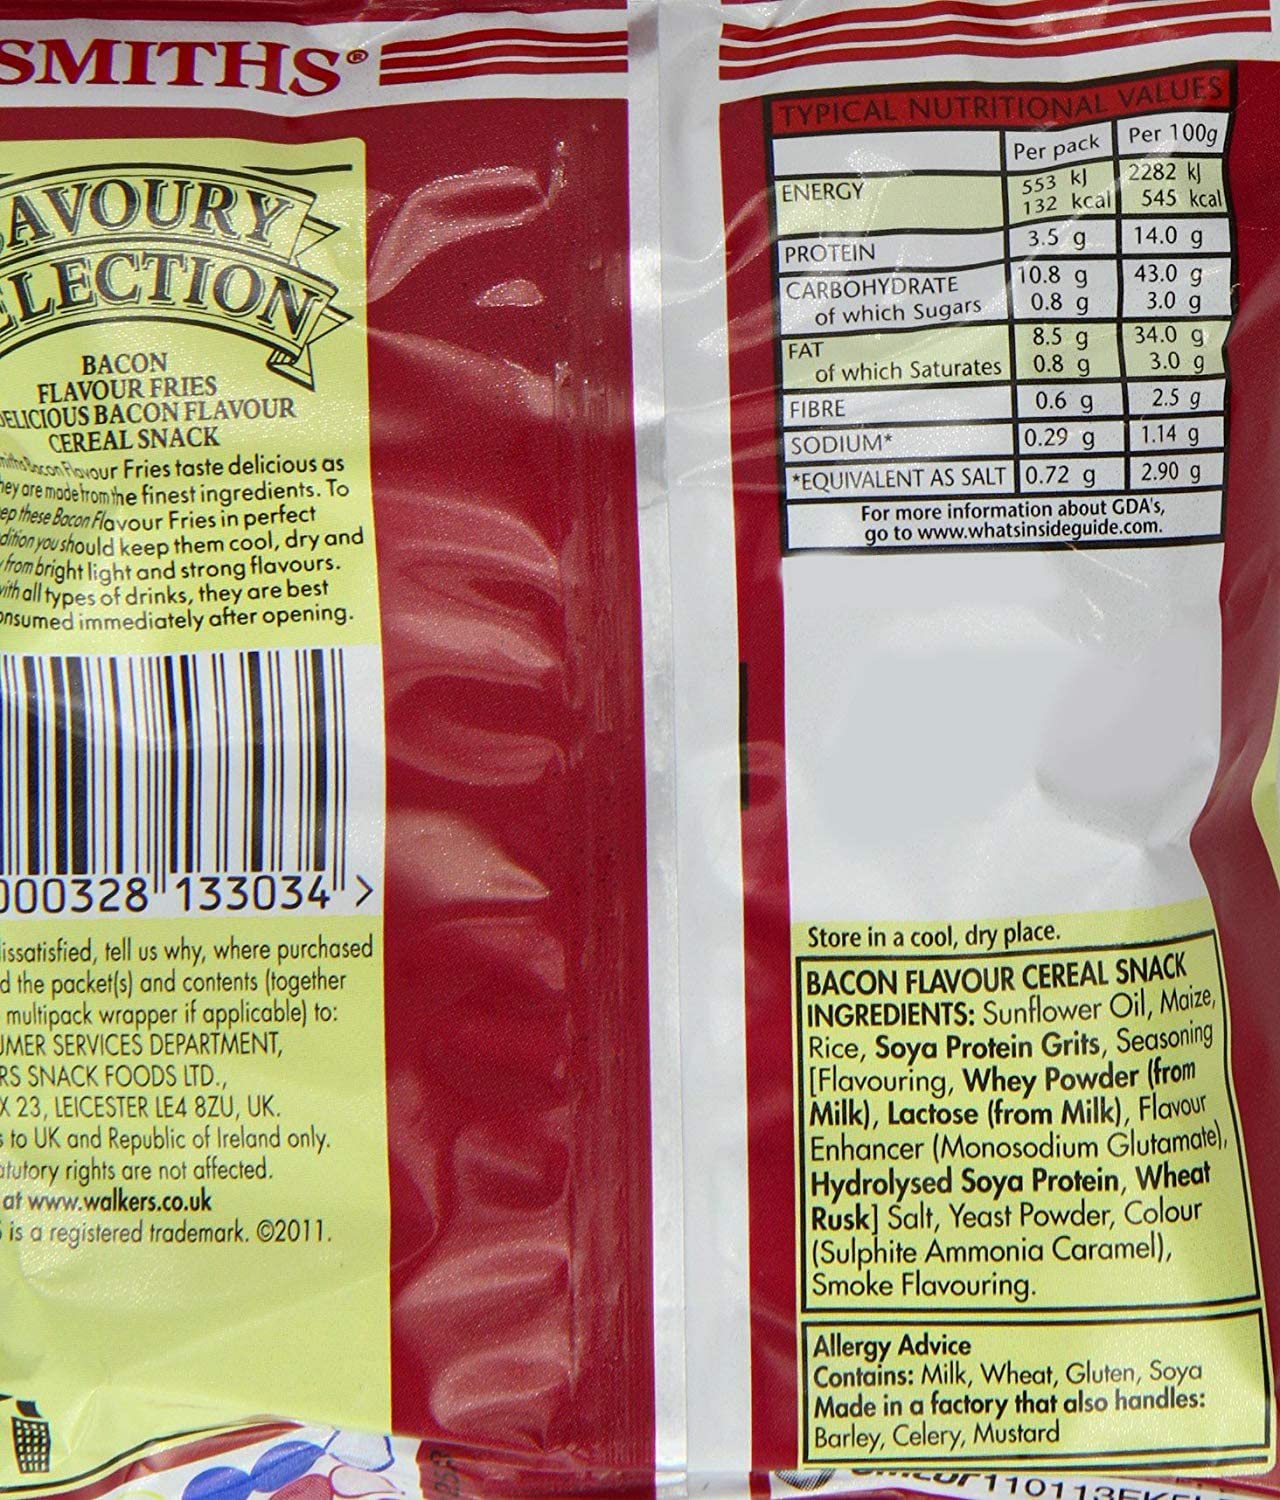 SMITHS®
SELECTION
BACON
FLAVOUR FRIES
BACON FLAVOUR
CEREAL SNACK
Flavour Fries taste delicious as
are made from the finest ingredients. To
these Bacon Flavour Fries in perfect
you should keep them cool, dry and
from bright light and strong flavours.
all types of drinks, they are best
immediately after opening.
000328 133034 >
tell us why, where purchased
the packet(s) and contents (together
multipack wrapper if applicable) to:
SERVICES DEPARTMENT,
SNACK FOODS LTD.,
23, LEICESTER LE4 8ZU, UK.
to UK and Republic of Ireland only.
rights are not affected.
at www.walkers.co.uk
is a registered trademark. ©2011.
TYPICAL NUTRITIONAL VALUES
Per pack Per 100g
ENERGY 553 kJ 2282 kJ
132 kcal 545 kcal
PROTEIN 3.5 g 14.0 g
CARBOHYDRATE 10.8 g 43.0 g
of which Sugars 0.8 g 3.0 g
FAT 8.5 g 34.0 g
of which Saturates 0.8 g 3.0 g
FIBRE 0.6 g 2.5 g
SODIUM* 0.29 g 1.14 g
*EQUIVALENT AS SALT 0.72 g 2.90 g
For more information about GDA's,
go to www.whatsinsideguide.com.
Store in a cool, dry place.
BACON FLAVOUR CEREAL SNACK
INGREDIENTS: Sunflower Oil, Maize,
Rice, Soya Protein Grits, Seasoning
[Flavouring, Whey Powder (from
Milk), Lactose (from Milk), Flavour
Enhancer (Monosodium Glutamate),
Hydrolysed Soya Protein, Wheat
Rusk] Salt, Yeast Powder, Colour
(Sulphite Ammonia Caramel),
Smoke Flavouring.
Allergy Advice
Contains: Milk, Wheat, Gluten, Soya
Made in a factory that also handles:
Barley, Celery, Mustard